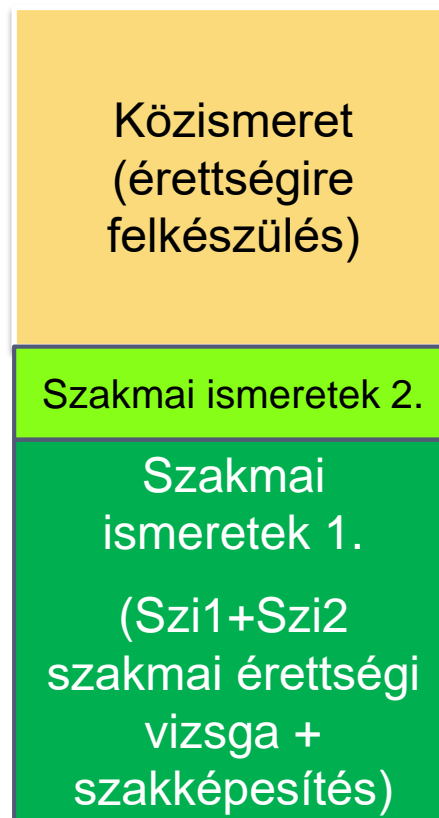 Közismeret
(érettségire
felkészülés)
Szakmai ismeretek 2.
Szakmai
ismeretek 1.
(Szi1+Szi2
szakmai érettségi
vizsga +
szakképesítés)